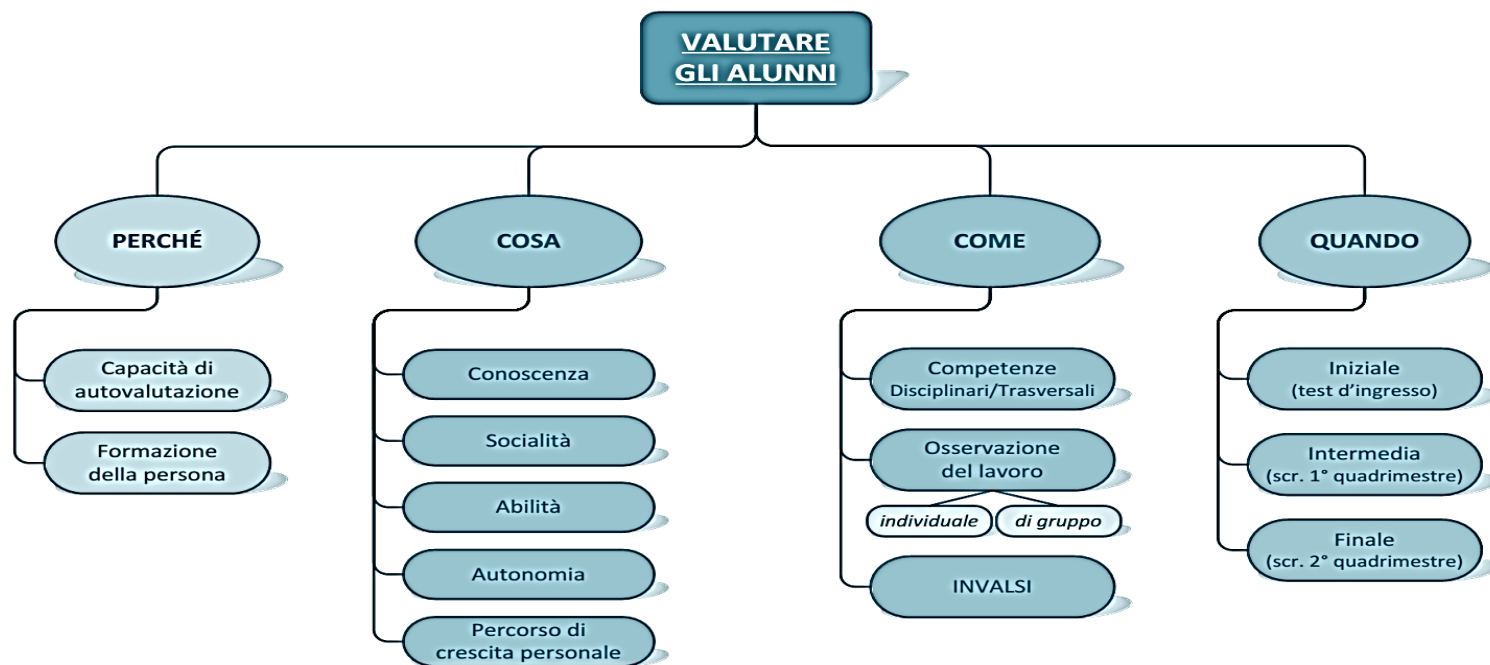 VALUTARE
GLI ALUNNI
PERCHÉ
COSA
COME
QUANDO
Capacità di
autovalutazione
Formazione
della persona
Conoscenza
Socialità
Abilità
Autonomia
Percorso di
crescita personale
Competenze
Disciplinari/Trasversali
Osservazione
del lavoro
individuale
di gruppo
INVALSI
Iniziale
(test d'ingresso)
Intermedia
(scr. 1° quadrimestre)
Finale
(scr. 2° quadrimestre)